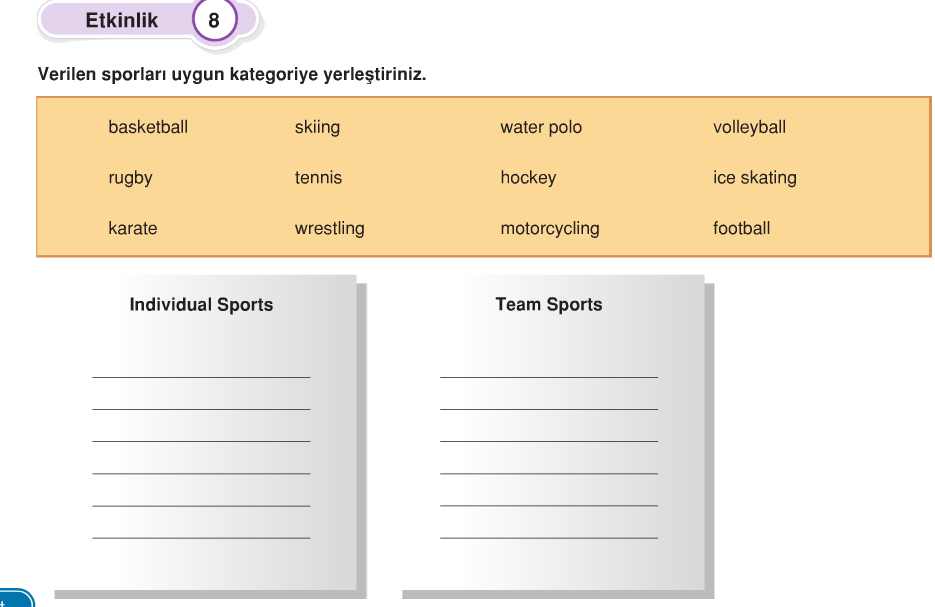 Etkinlik 8
Verilen sporları uygun kategoriye yerleştiriniz.
basketball skiing water polo volleyball
rugby tennis hockey ice skating
karate wrestling motorcycling football
Individual Sports Team Sports